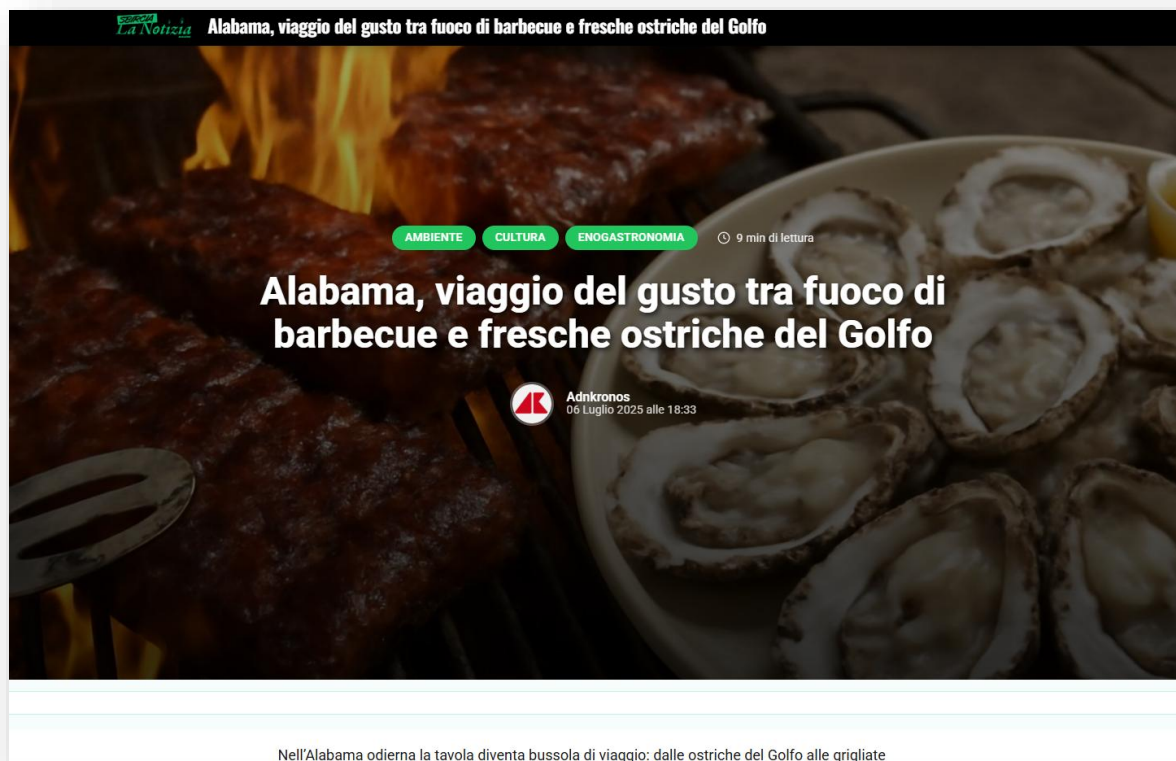 SBIRCIA
La Notizia Alabama, viaggio del gusto tra fuoco di barbecue e fresche ostriche del Golfo
AMBIENTE CULTURA ENOGASTRONOMIA 9 min di lettura
Alabama, viaggio del gusto tra fuoco di
barbecue e fresche ostriche del Golfo
Adnkronos
06 Luglio 2025 alle 18:33
Nell'Alabama odierna la tavola diventa bussola di viaggio: dalle ostriche del Golfo alle grigliate